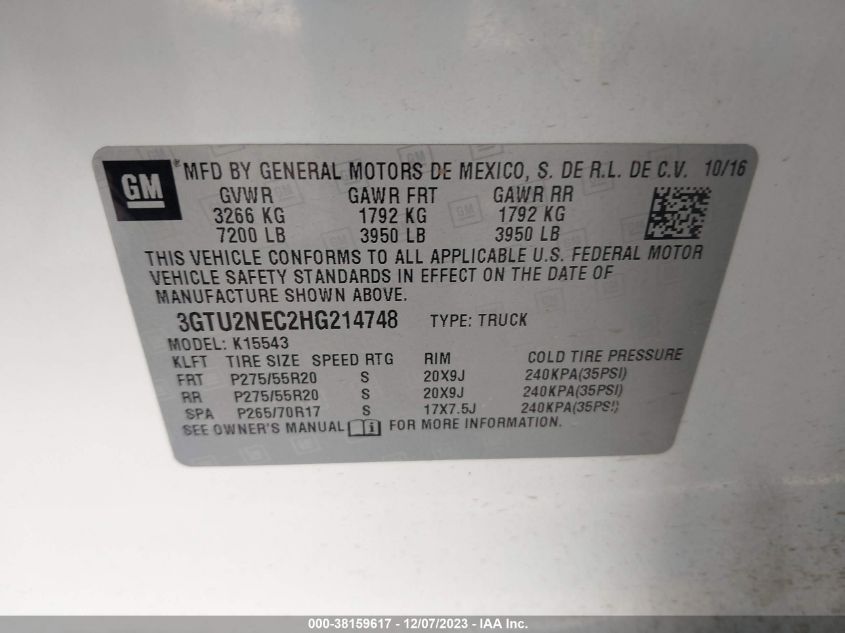 GM ® MFD BY GENERAL MOTORS DE MEXICO, S. DE R.L. DE C.V. 10/16
GVWR GAWR FRT GAWR RR
3266 KG 1792 KG 1792 KG
7200 LB 3950 LB 3950 LB
THIS VEHICLE CONFORMS TO ALL APPLICABLE U.S. FEDERAL MOTOR
VEHICLE SAFETY STANDARDS IN EFFECT ON THE DATE OF
MANUFACTURE SHOWN ABOVE.
3GTU2NEC2HG214748 TYPE: TRUCK
MODEL: K15543
KLFT TIRE SIZE SPEED RTG RIM COLD TIRE PRESSURE
FRT P275/55R20 S 20X9J 240KPA(35PSI)
RR P275/55R20 S 20X9J 240KPA(35PSI)
SPA P265/70R17 S 17X7.5J 240KPA(35PSI)
SEE OWNER'S MANUAL FOR MORE INFORMATION.
000-38159617 - 12/07/2023 - IAA Inc.